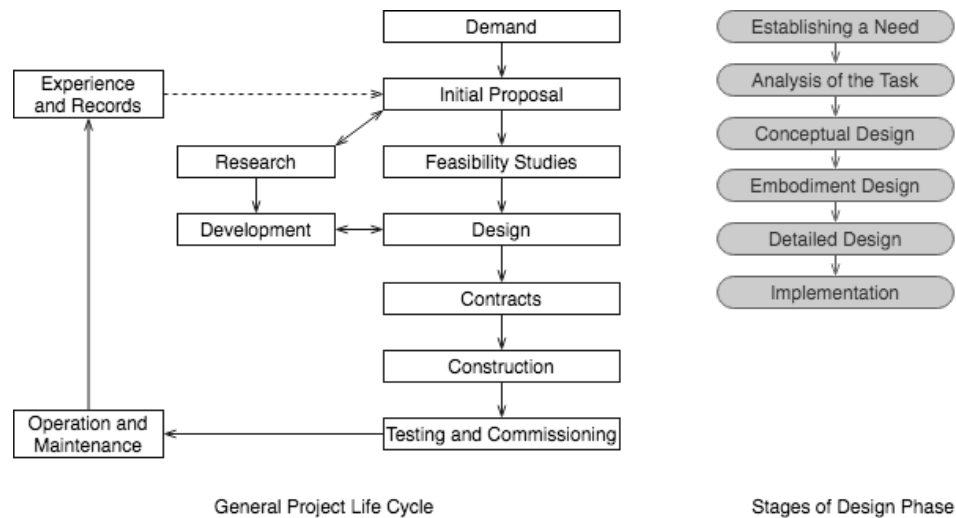 Demand
Establishing a Need
Experience
and Records
Initial Proposal
Analysis of the Task
Research
Feasibility Studies
Conceptual Design
Embodiment Design
Development
Design
Detailed Design
Contracts
Implementation
Construction
Operation and
Maintenance
Testing and Commissioning
General Project Life Cycle
Stages of Design Phase